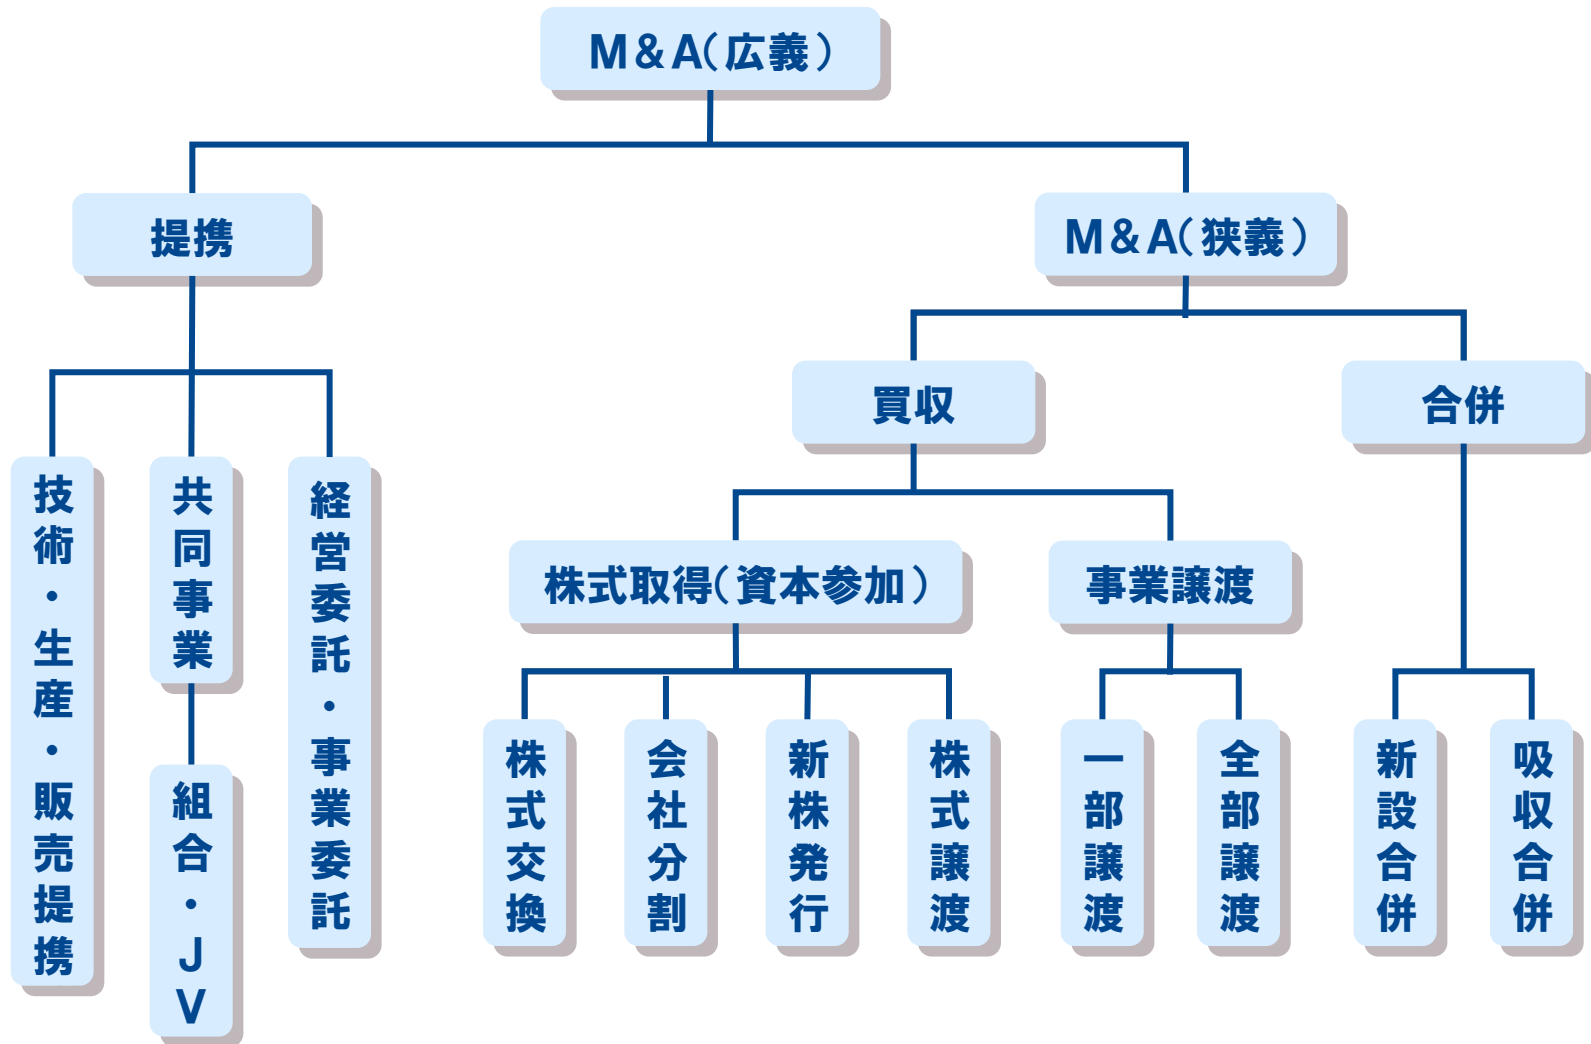 M&A(広義)
提携
M&A(狭義)
買収
合併
株式取得(資本参加)
事業譲渡
技術・生産・販売提携
共同事業
経営委託・事業委託
組合・JV
株式交換
会社分割
新株発行
株式譲渡
一部譲渡
全部譲渡
新設合併
吸収合併